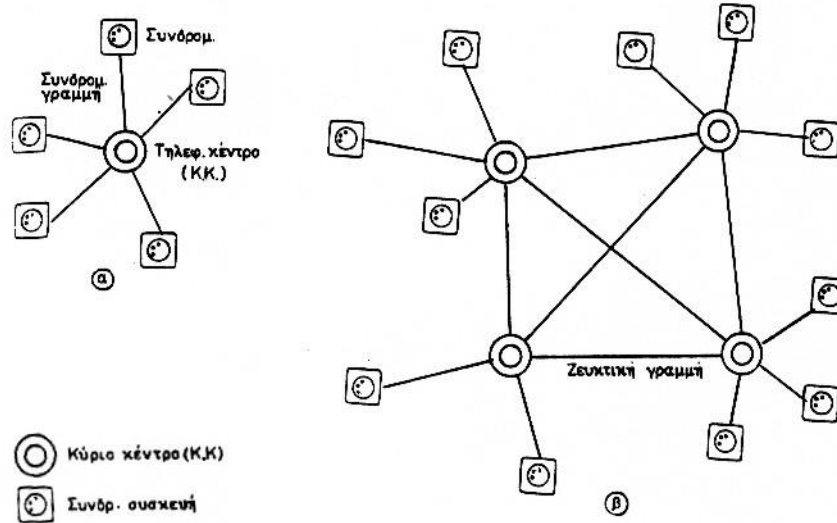 Συνδρομ.
Συνδρομ.
γραμμή
Τηλεφ. κέντρο
(Κ.Κ.)
α
Ζευκτική γραμμή
Κύριο κέντρο (Κ.Κ)
Συνδρ. συσκευή
β